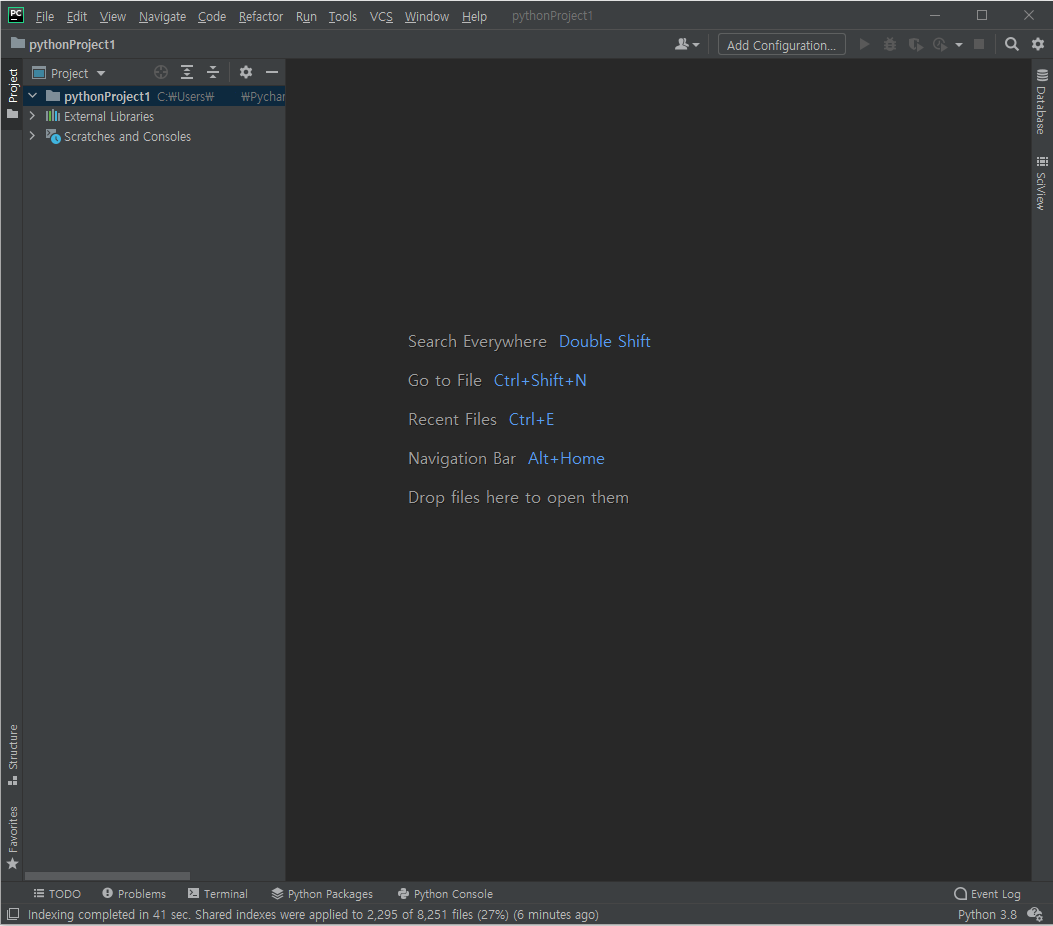 PC File Edit View Navigate Code Refactor Run Tools VCS Window Help pythonProject1
pythonProject1 Add Configuration...
Project
Project
pythonProject1 C:₩Users₩ ₩Pychar
External Libraries
Scratches and Consoles
Database
SciView
Search Everywhere Double Shift
Go to File Ctrl+Shift+N
Recent Files Ctrl+E
Navigation Bar Alt+Home
Drop files here to open them
Structure
Favorites
TODO Problems Terminal Python Packages Python Console Event Log
Indexing completed in 41 sec. Shared indexes were applied to 2,295 of 8,251 files (27%) (6 minutes ago) Python 3.8